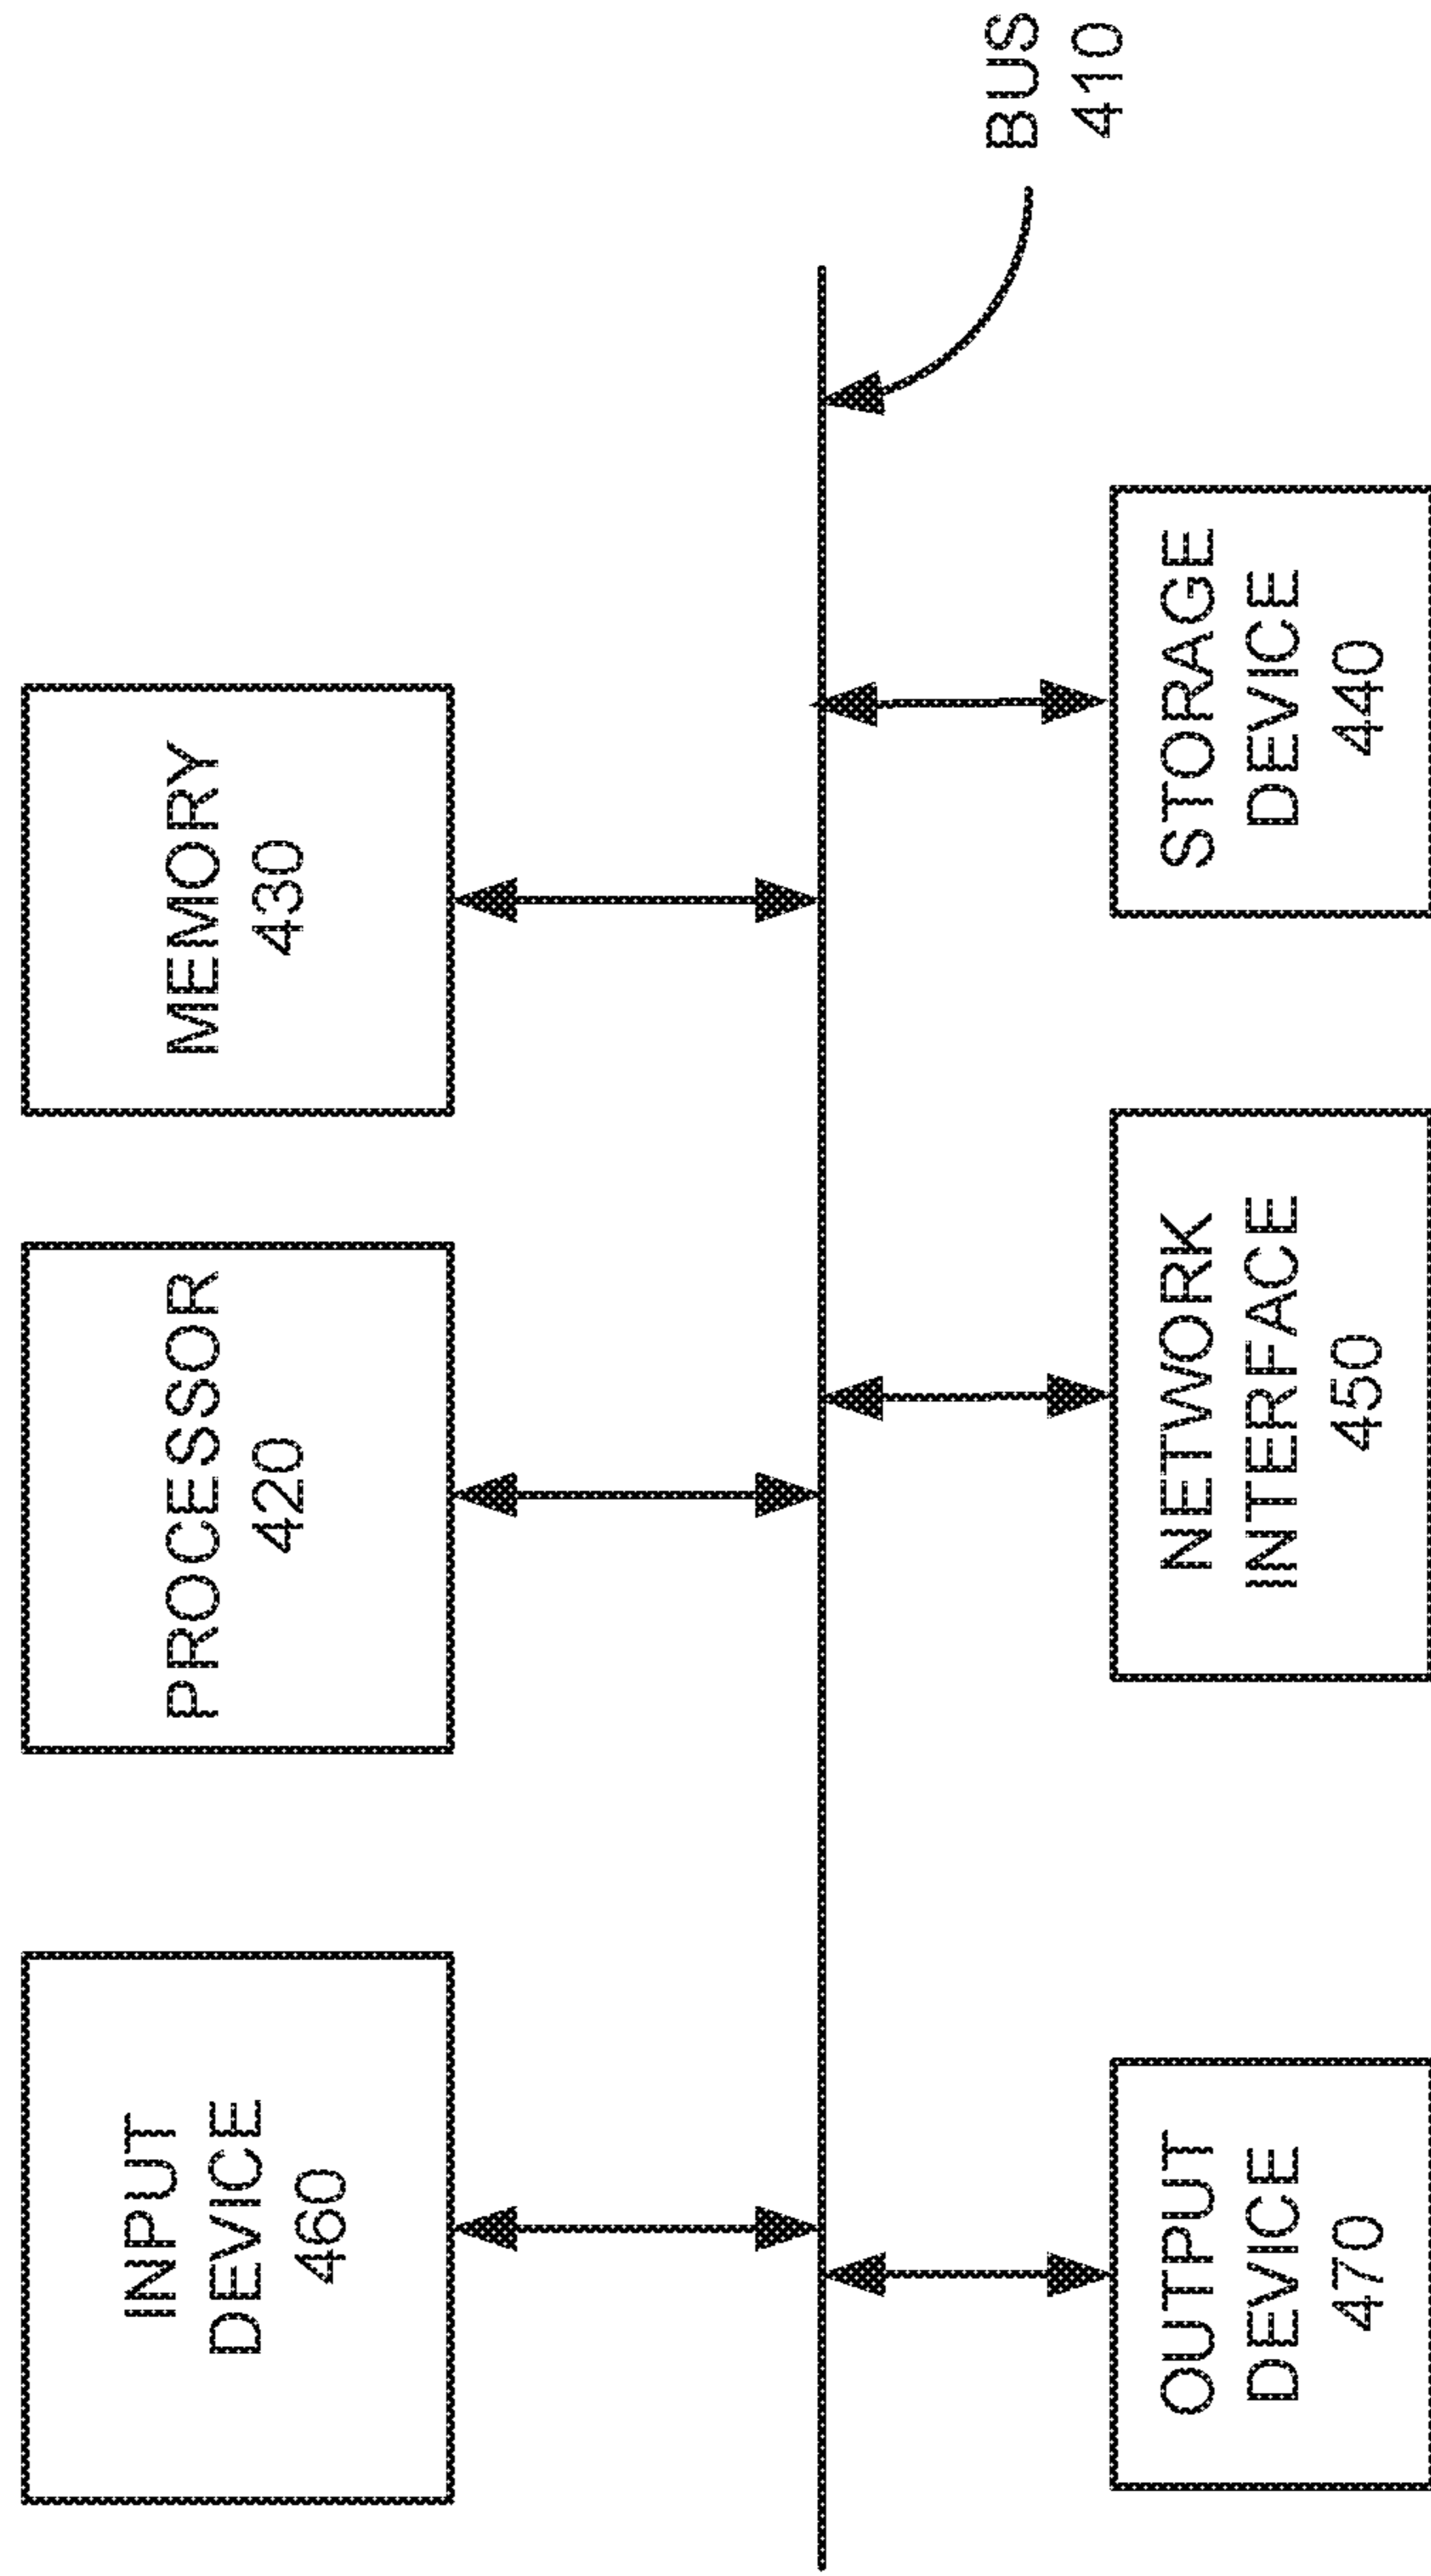 INPUT
DEVICE
460
PROCESSOR
420
MEMORY
430
BUS
410
OUTPUT
DEVICE
470
NETWORK
INTERFACE
450
STORAGE
DEVICE
440